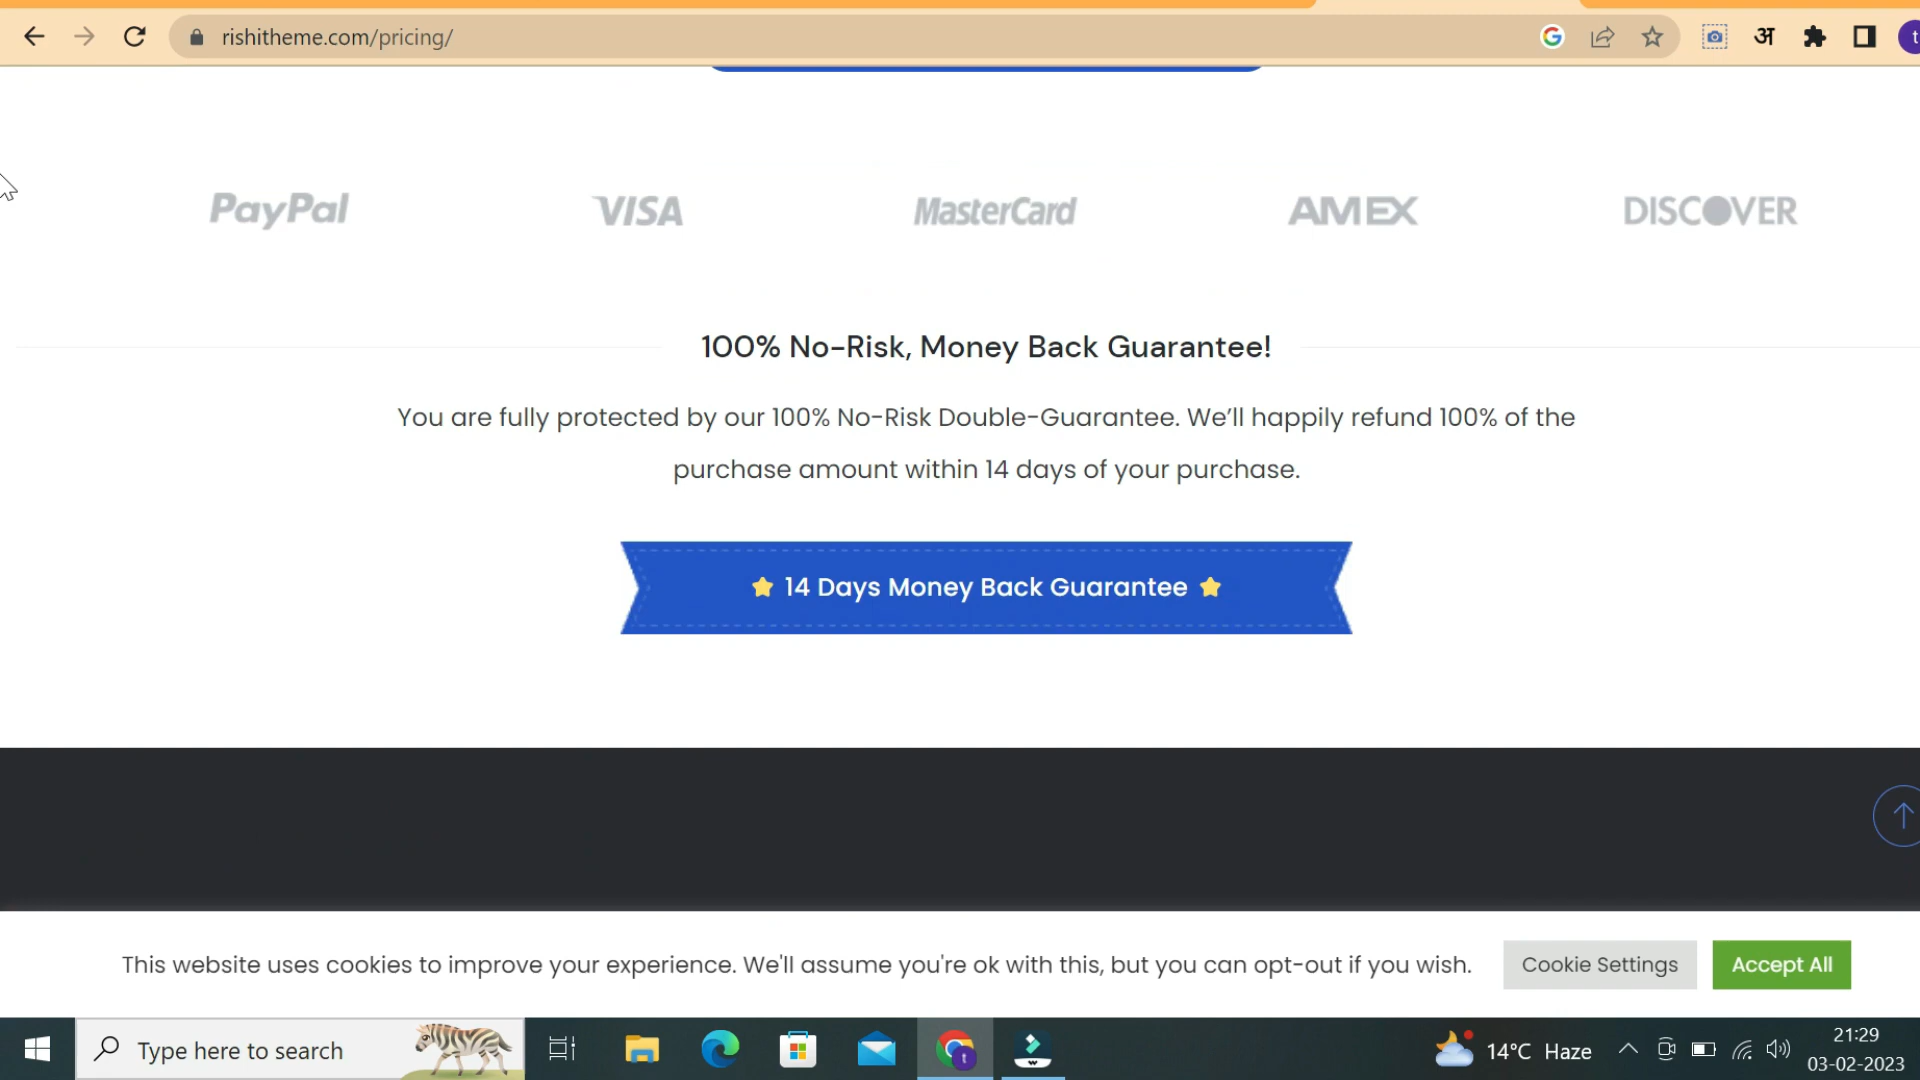 rishitheme.com/pricing/
अ
t
PayPal
VISA
MasterCard
AMEX
DISCOVER
100% No-Risk, Money Back Guarantee!
You are fully protected by our 100% No-Risk Double-Guarantee. We'll happily refund 100% of the
purchase amount within 14 days of your purchase.
14 Days Money Back Guarantee
This website uses cookies to improve your experience. We'll assume you're ok with this, but you can opt-out if you wish.
Cookie Settings
Accept All
Type here to search
t
14°C Haze
21:29
03-02-2023